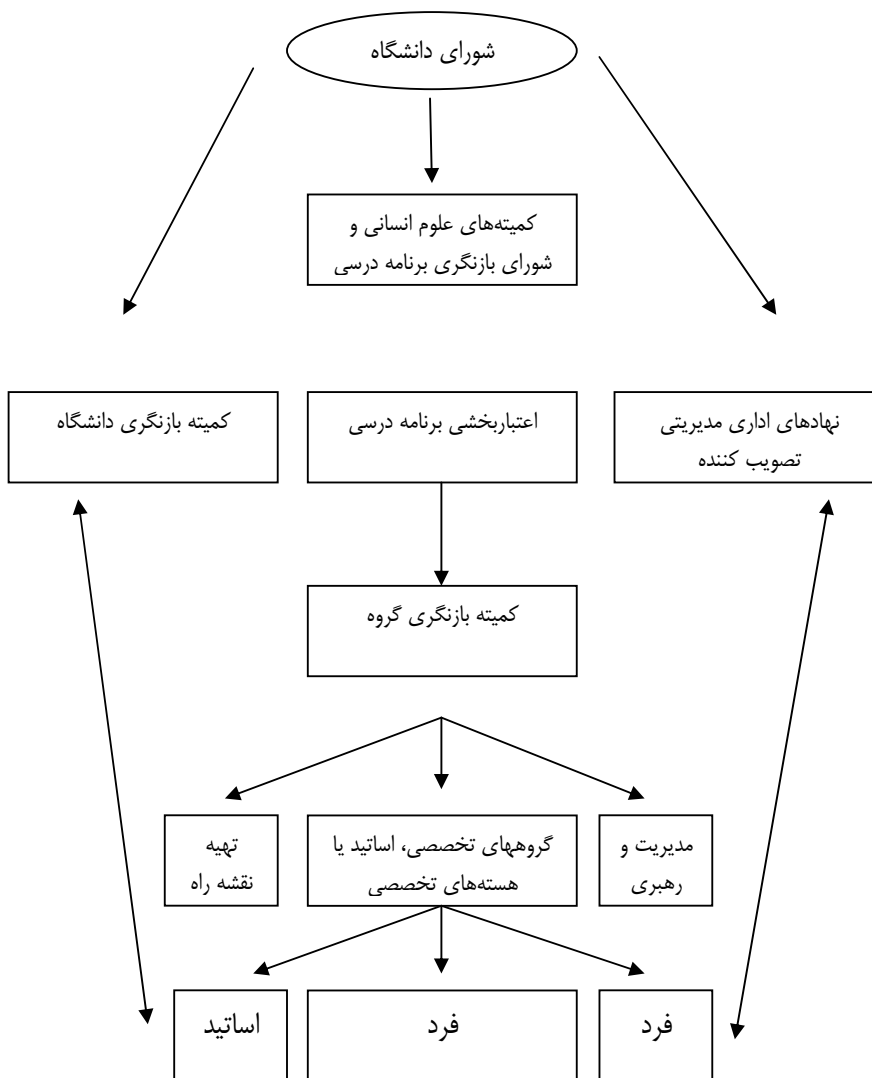 شورای دانشگاه
کمیته‌های علوم انسانی و
شورای بازنگری برنامه درسی
نهادهای اداری مدیریتی
تصویب کننده
اعتباربخشی برنامه درسی
کمیته بازنگری دانشگاه
کمیته بازنگری گروه
مدیریت و
رهبری
گروههای تخصصی، اساتید یا
هسته‌های تخصصی
تهیه
نقشه راه
فرد
فرد
اساتید